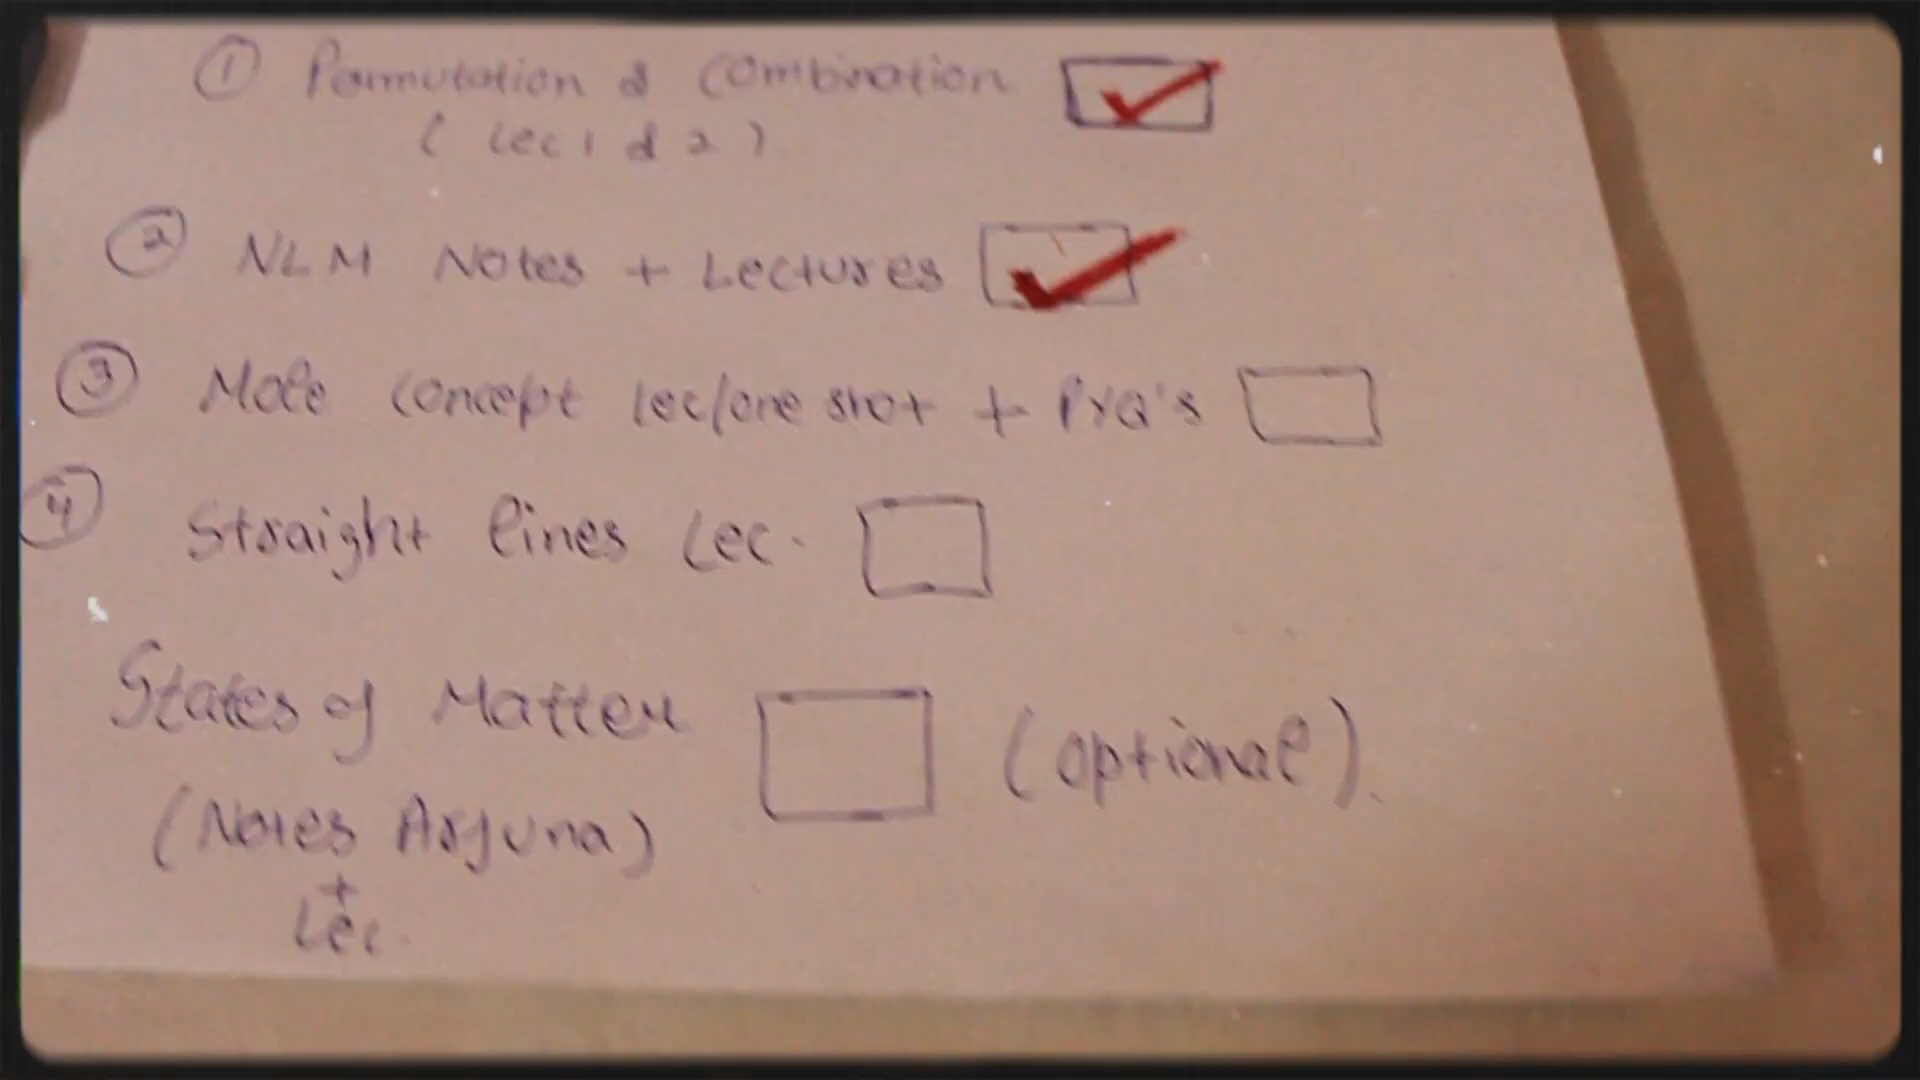 ① Permutation & Combination
( Lec 1 & 2 )
② NLM Notes + Lectures
③ Mole concept lec/one shot + PYQ's
④ Straight lines Lec.
States of Matter (optional).
(Notes Arjuna)
+
Lec.